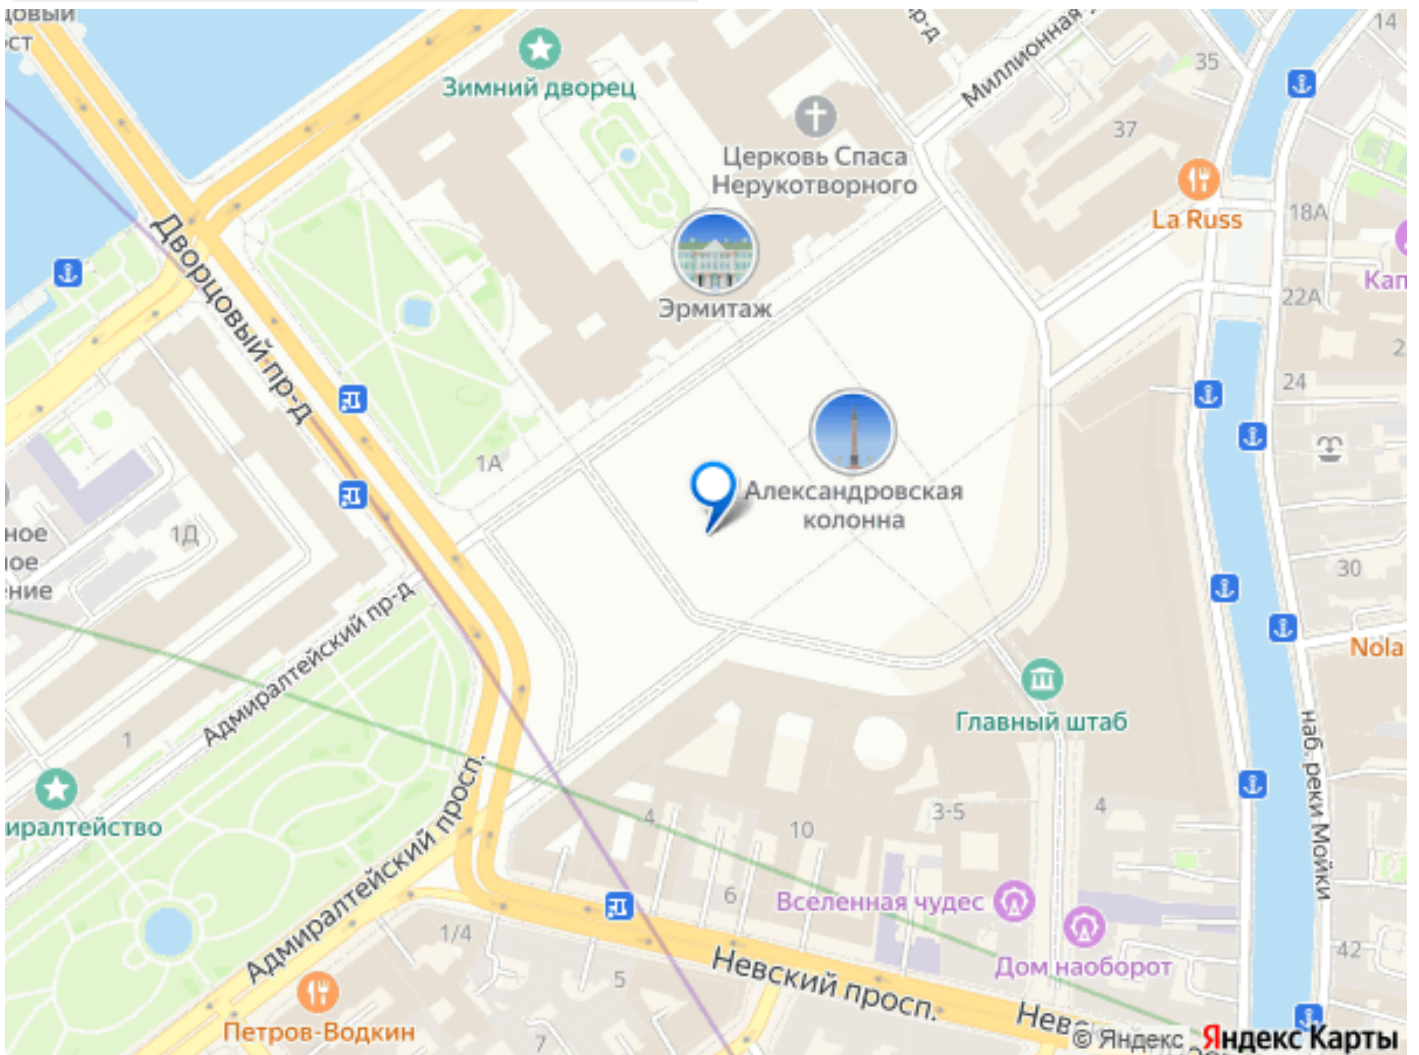 ст
Зимний дворец
пр-д
Миллионная
14
35
37
Церковь Спаса
Нерукотворного
La Russ
18А
Дворцовый пр-д
Эрмитаж
22А
24
1А
Александровская
колонна
1Д
30
Nola
Адмиралтейский пр-д
Главный штаб
1
наб. реки Мойки
Адмиралтейский просп.
4
10
3-5
4
6
Вселенная чудес
1/4
42
Дом наоборот
5
Невский просп.
Петров-Водкин
7
© Яндекс Яндекс Карты